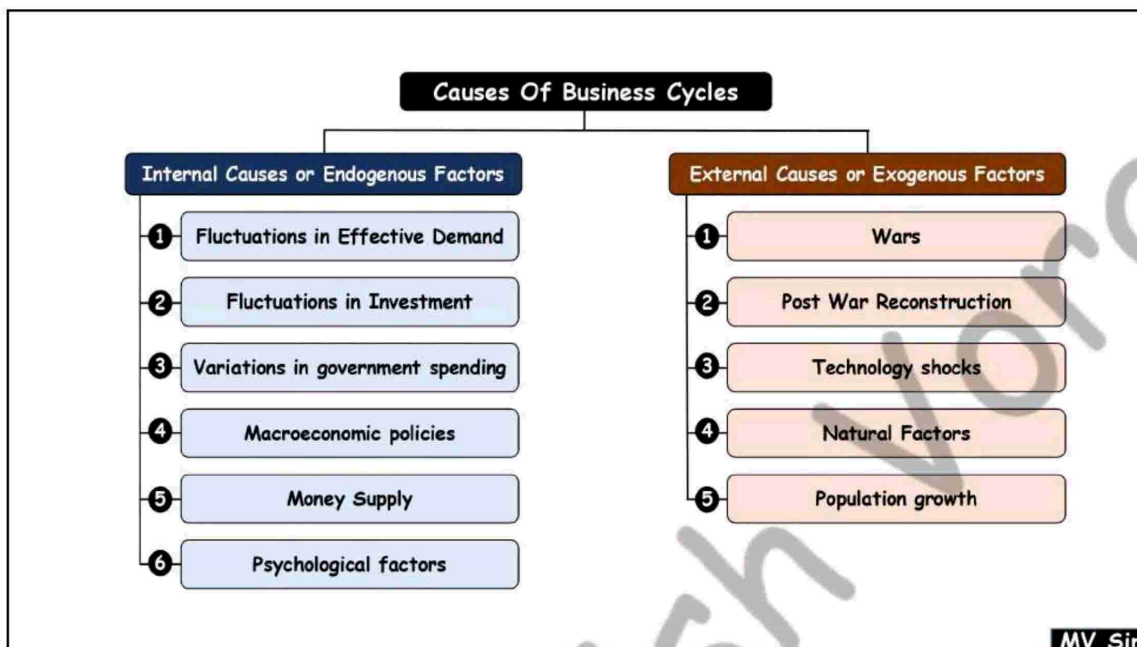 Causes Of Business Cycles
Internal Causes or Endogenous Factors
1 Fluctuations in Effective Demand
2 Fluctuations in Investment
3 Variations in government spending
4 Macroeconomic policies
5 Money Supply
6 Psychological factors
External Causes or Exogenous Factors
1 Wars
2 Post War Reconstruction
3 Technology shocks
4 Natural Factors
5 Population growth
MV Sir